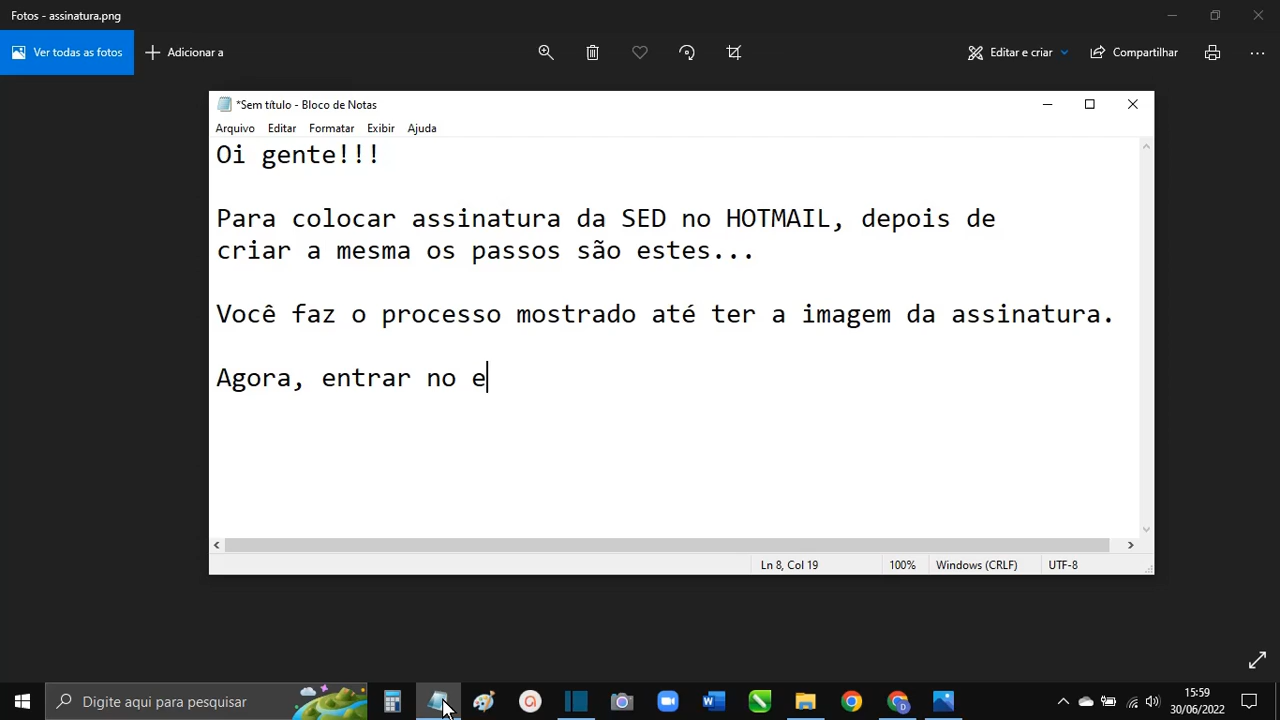 Fotos - assinatura.png
Ver todas as fotos
Adicionar a
Editar e criar
Compartilhar
*Sem título - Bloco de Notas
Arquivo Editar Formatar Exibir Ajuda
Oi gente!!!
Para colocar assinatura da SED no HOTMAIL, depois de
criar a mesma os passos são estes...
Você faz o processo mostrado até ter a imagem da assinatura.
Agora, entrar no e
Ln 8, Col 19
100%
Windows (CRLF)
UTF-8
Digite aqui para pesquisar
15:59
30/06/2022